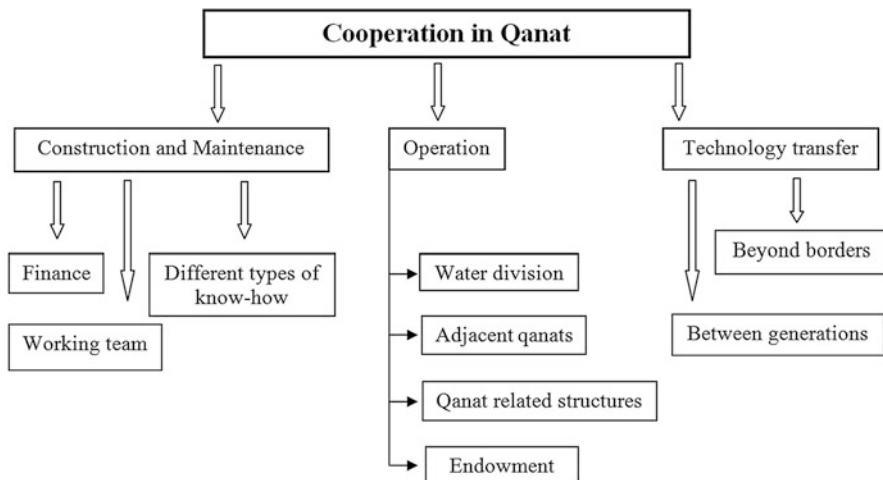 Cooperation in Qanat
Construction and Maintenance
Operation
Technology transfer
Finance
Different types of
know-how
Working team
Water division
Adjacent qanats
Qanat related structures
Endowment
Beyond borders
Between generations